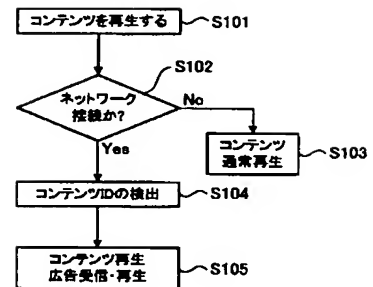 コンテンツを再生する
S101
S102
ネットワーク
接続か?
No
Yes
コンテンツ
通常再生
S103
コンテンツIDの検出
S104
コンテンツ再生
広告受信・再生
S105